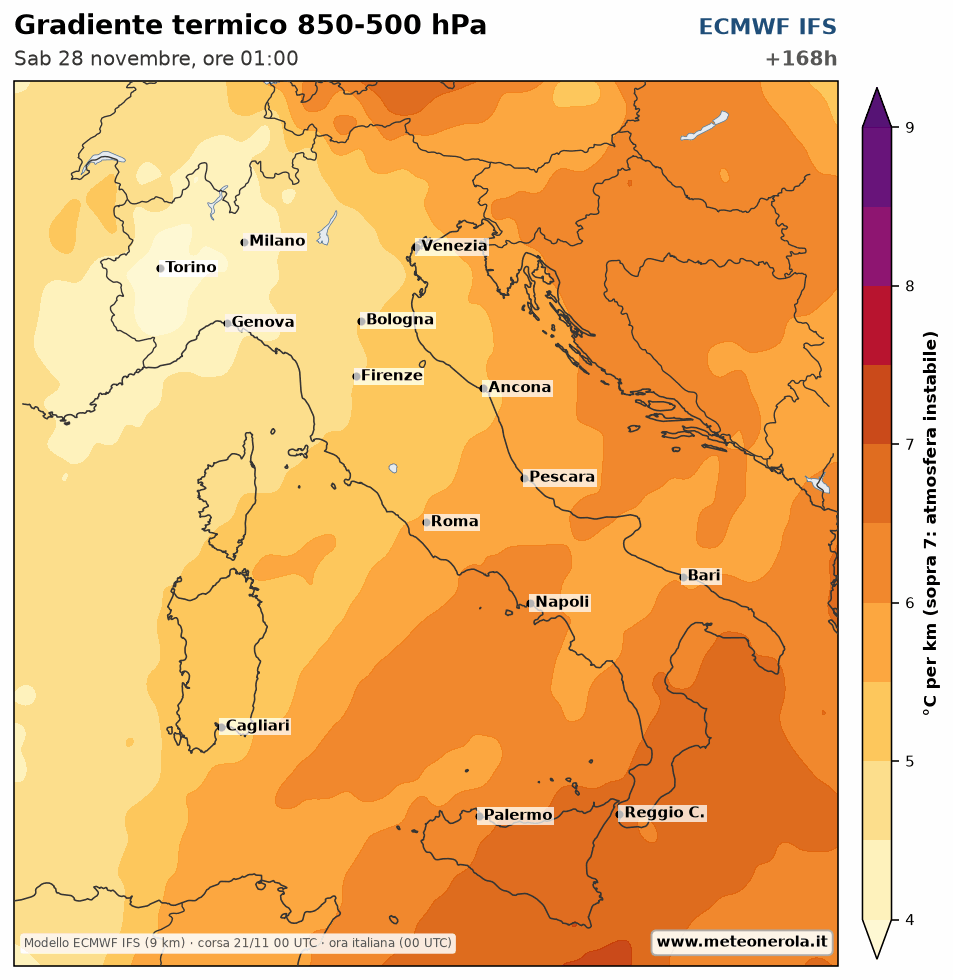 Gradiente termico 850-500 hPa
ECMWF IFS
Sab 28 novembre, ore 01:00
+168h
Milano
Venezia
Torino
Genova
Bologna
Firenze
Ancona
Pescara
Roma
Bari
Napoli
Cagliari
Palermo
Reggio C.
9
8
7
6
5
4
°C per km (sopra 7: atmosfera instabile)
Modello ECMWF IFS (9 km) · corsa 21/11 00 UTC · ora italiana (00 UTC)
www.meteonerola.it